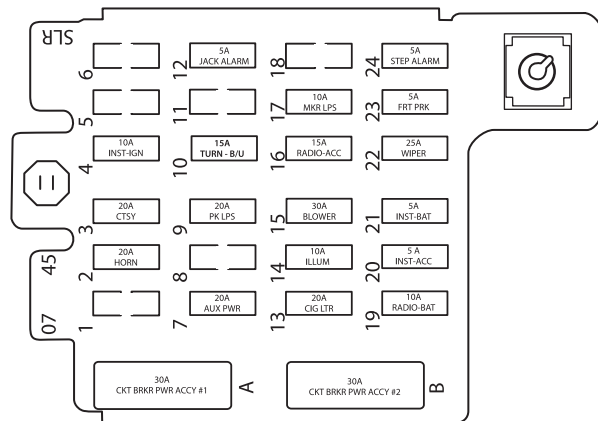 SLR
6
5A
JACK ALARM
12
18
5A
STEP ALARM
24
5
11
10A
MKR LPS
17
5A
FRT PRK
23
10A
INST-IGN
4
15A
TURN - B/U
10
15A
RADIO-ACC
16
25A
WIPER
22
20A
CTSY
3
20A
PK LPS
9
30A
BLOWER
15
5A
INST-BAT
21
45
20A
HORN
2
8
10A
ILLUM
14
5 A
INST-ACC
20
07
1
20A
AUX PWR
7
20A
CIG LTR
13
10A
RADIO-BAT
19
30A
CKT BRKR PWR ACCY #1
A
30A
CKT BRKR PWR ACCY #2
B